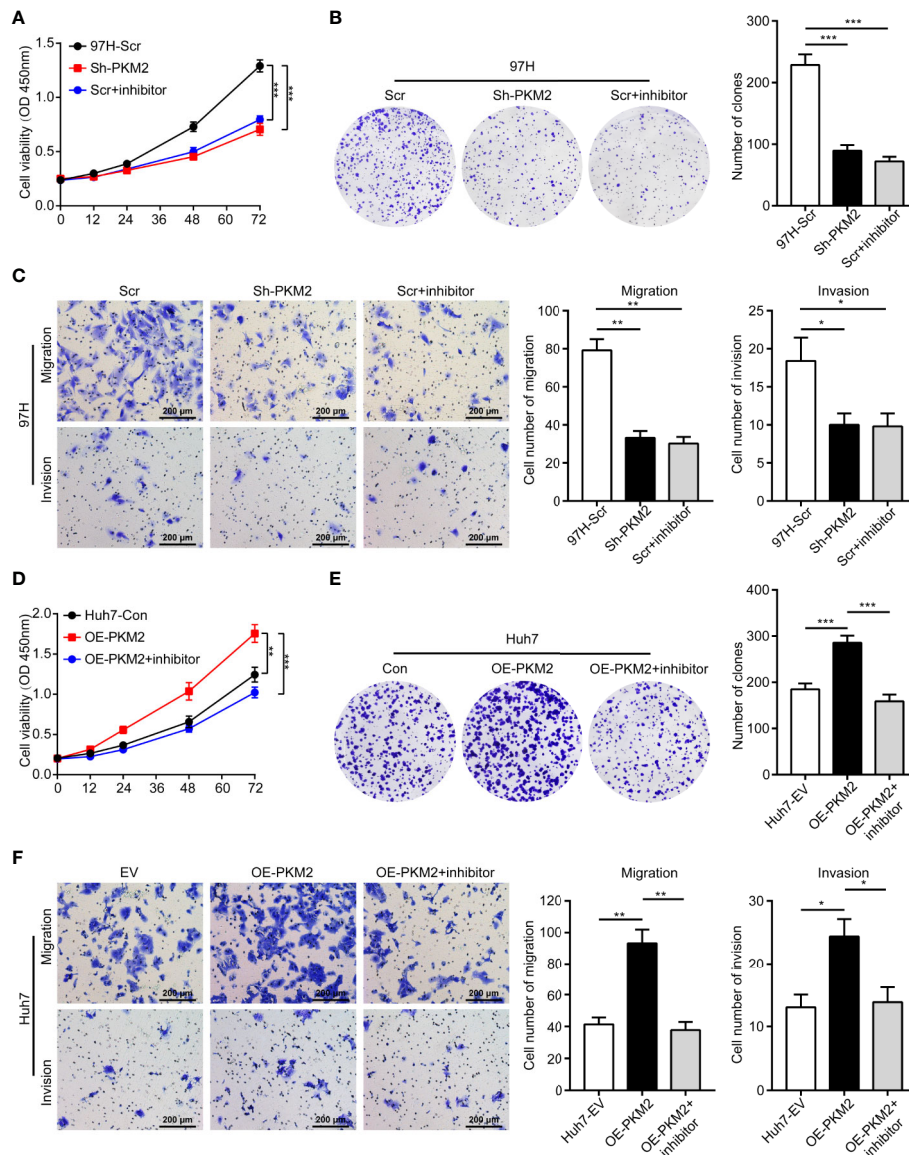 A
97H-Scr
Sh-PKM2
Scr+inhibitor
Cell viability (OD 450nm)
1.5
1.0
0.5
0.0
0 12 24 36 48 60 72
***
***
B
97H
Scr Sh-PKM2 Scr+inhibitor
Number of clones
300
200
100
0
***
***
97H-Scr
Sh-PKM2
Scr+inhibitor
C
Scr Sh-PKM2 Scr+inhibitor
97H
Migration
200 μm 200 μm 200 μm
Invision
200 μm 200 μm 200 μm
Migration
Cell number of migration
100
80
60
40
20
0
**
**
97H-Scr
Sh-PKM2
Scr+inhibitor
Invasion
Cell number of invision
25
20
15
10
5
0
*
*
97H-Scr
Sh-PKM2
Scr+inhibitor
D
Huh7-Con
OE-PKM2
OE-PKM2+inhibitor
Cell viability (OD 450nm)
2.0
1.5
1.0
0.5
0.0
0 12 24 36 48 60 72
**
***
E
Huh7
Con OE-PKM2 OE-PKM2+inhibitor
Number of clones
400
300
200
100
0
***
***
Huh7-EV
OE-PKM2
OE-PKM2+
inhibitor
F
EV OE-PKM2 OE-PKM2+inhibitor
Huh7
Migration
200 μm 200 μm 200 μm
Invision
200 μm 200 μm 200 μm
Migration
Cell number of migration
120
100
80
60
40
20
0
**
**
Huh7-EV
OE-PKM2
OE-PKM2+
inhibitor
Invasion
Cell number of invision
30
20
10
0
*
*
Huh7-EV
OE-PKM2
OE-PKM2+
inhibitor